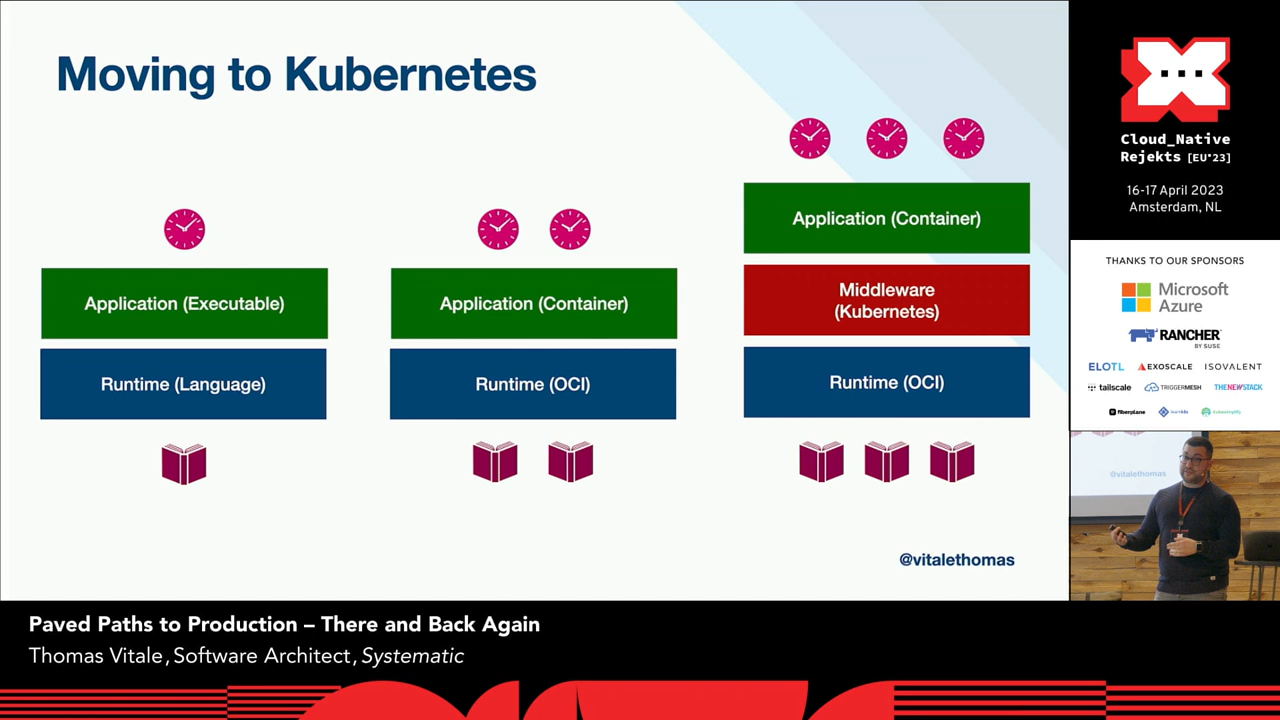 Moving to Kubernetes
Application (Executable)
Runtime (Language)
Application (Container)
Runtime (OCI)
Application (Container)
Middleware
(Kubernetes)
Runtime (OCI)
@vitalethomas
Cloud_Native
Rejekts [EU*23]
16-17 April 2023
Amsterdam, NL
THANKS TO OUR SPONSORS
Microsoft
Azure
RANCHER
BY SUSE
ELOTL
EXOSCALE
ISOVALENT
tailscale
TRIGGERMESH
THENEWSTACK
fiberplane
@vitalethomas
Paved Paths to Production – There and Back Again
Thomas Vitale, Software Architect, Systematic